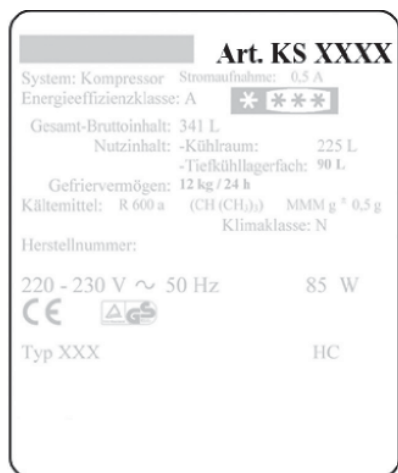 Art. KS XXXX
System: Kompressor Stromaufnahme: 0,5 A
Energieeffizienzklasse: A
Gesamt-Bruttoinhalt: 341 L
Nutzinhalt: -Kühlraum: 225 L
-Tiefkühllagerfach: 90 L
Gefriervermögen: 12 kg / 24 h
Kältemittel: R 600 a (CH (CH₃)₃) MMM g ± 0,5 g
Klimaklasse: N
Herstellnummer:
220 - 230 V ~ 50 Hz 85 W
CE GS
Typ XXX HC